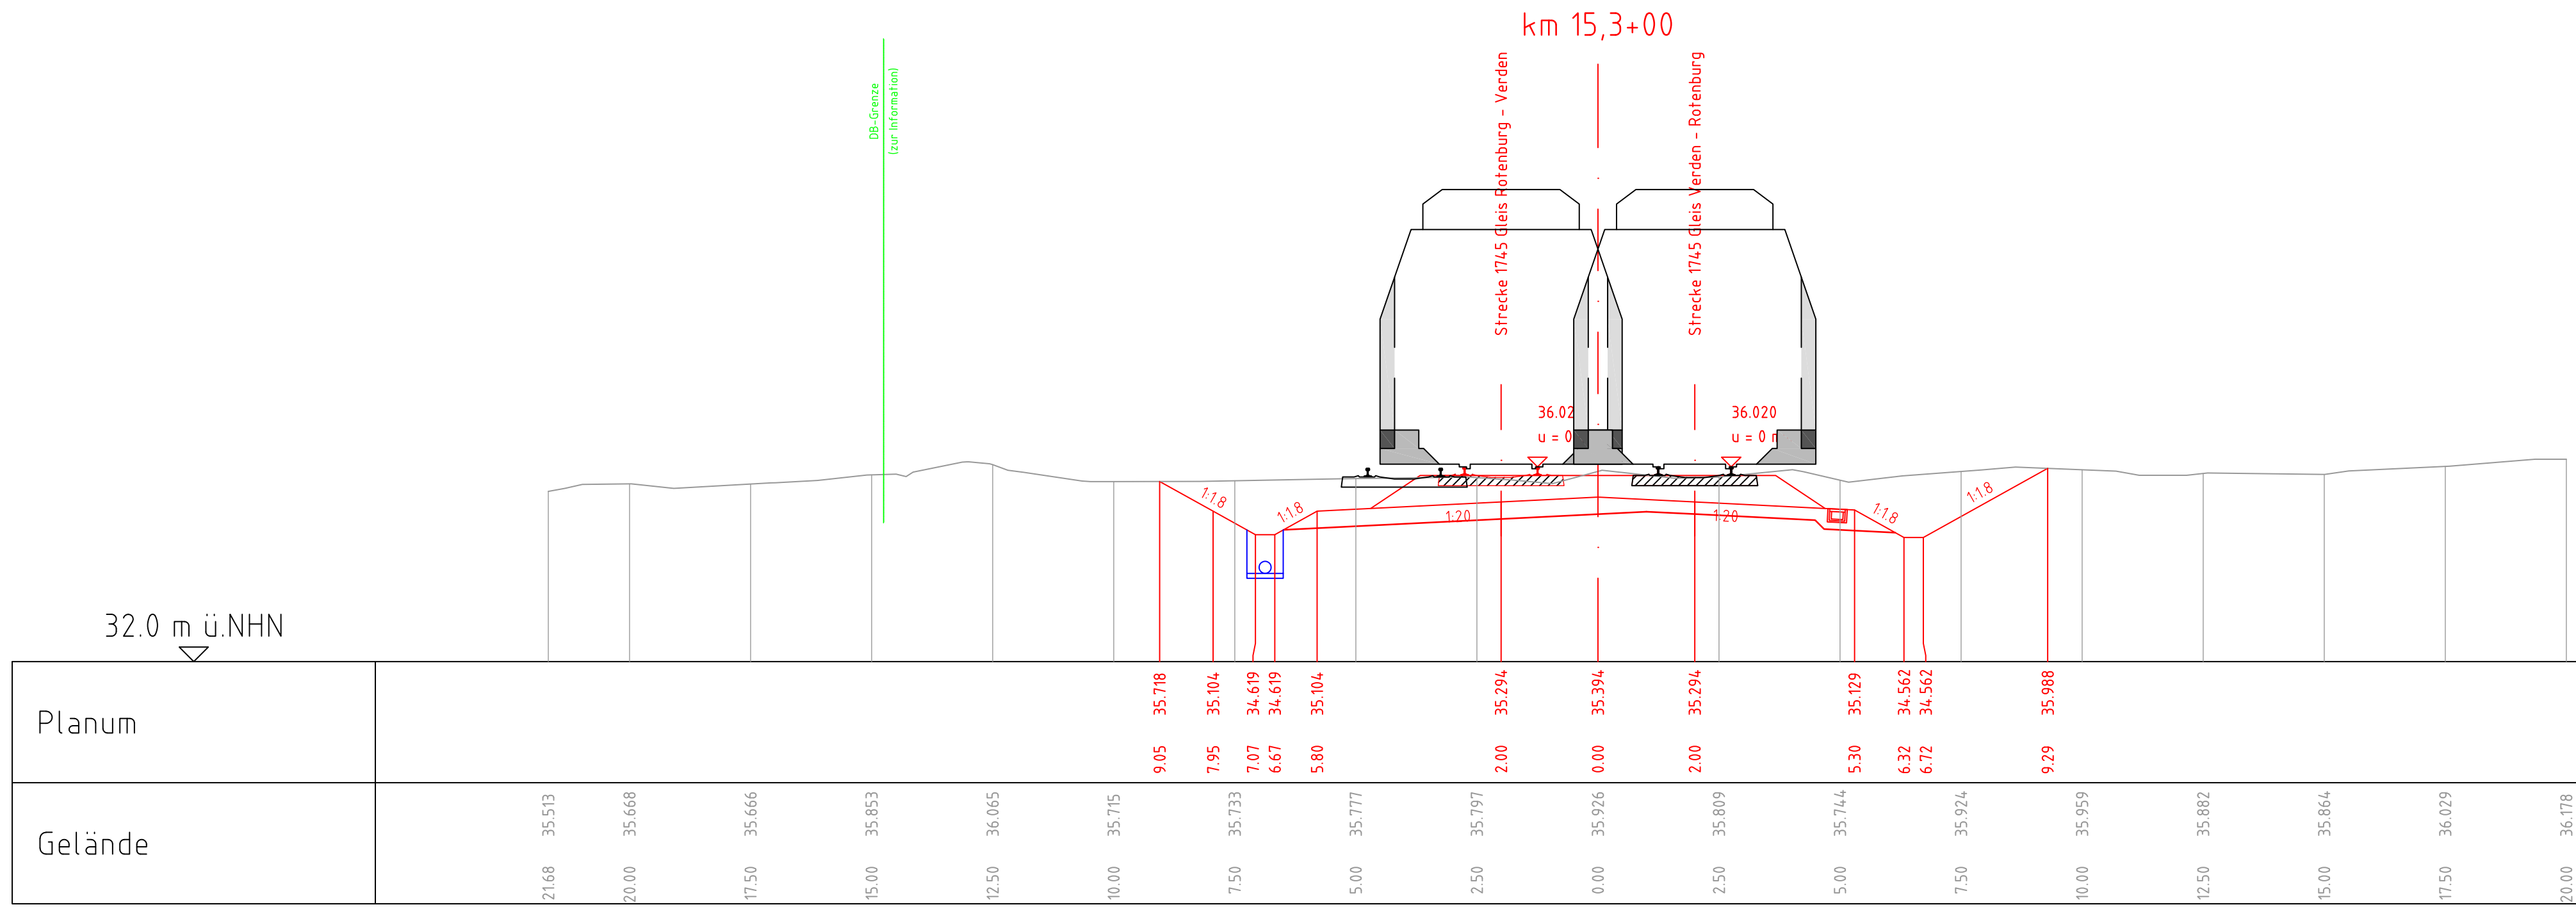 km 15,3+00
DB-Grenze
(zur Information)
Strecke 1745 Gleis Rotenburg - Verden
Strecke 1745 Gleis Verden - Rotenburg
36.02
u = 0
36.020
u = 0
1:1.8
1:1.8
1:20
1:20
1:1.8
1:1.8
32.0 m ü.NHN
Planum
35.718 35.104 34.619 34.619 35.104 35.294 35.394 35.294 35.129 34.562 34.562 35.988
9.05 7.95 7.07 6.67 5.80 2.00 0.00 2.00 5.30 6.32 6.72 9.29
Gelände
35.513 35.668 35.666 35.853 36.065 35.715 35.733 35.777 35.797 35.926 35.809 35.744 35.924 35.959 35.882 35.864 36.029 36.178
21.68 20.00 17.50 15.00 12.50 10.00 7.50 5.00 2.50 0.00 2.50 5.00 7.50 10.00 12.50 15.00 17.50 20.00